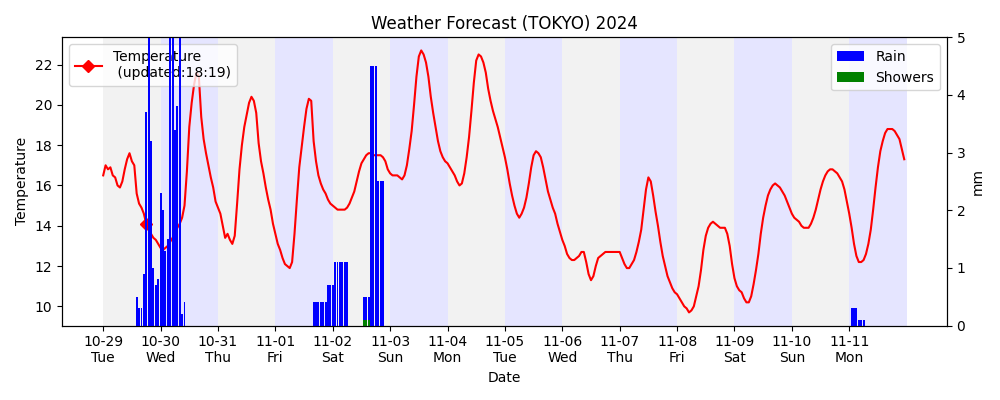 Weather Forecast (TOKYO) 2024
Temperature
(updated:18:19)
Rain
Showers
Temperature
22
20
18
16
14
12
10
5
4
3
2
1
0
mm
10-29 10-30 10-31 11-01 11-02 11-03 11-04 11-05 11-06 11-07 11-08 11-09 11-10 11-11
Tue Wed Thu Fri Sat Sun Mon Tue Wed Thu Fri Sat Sun Mon
Date